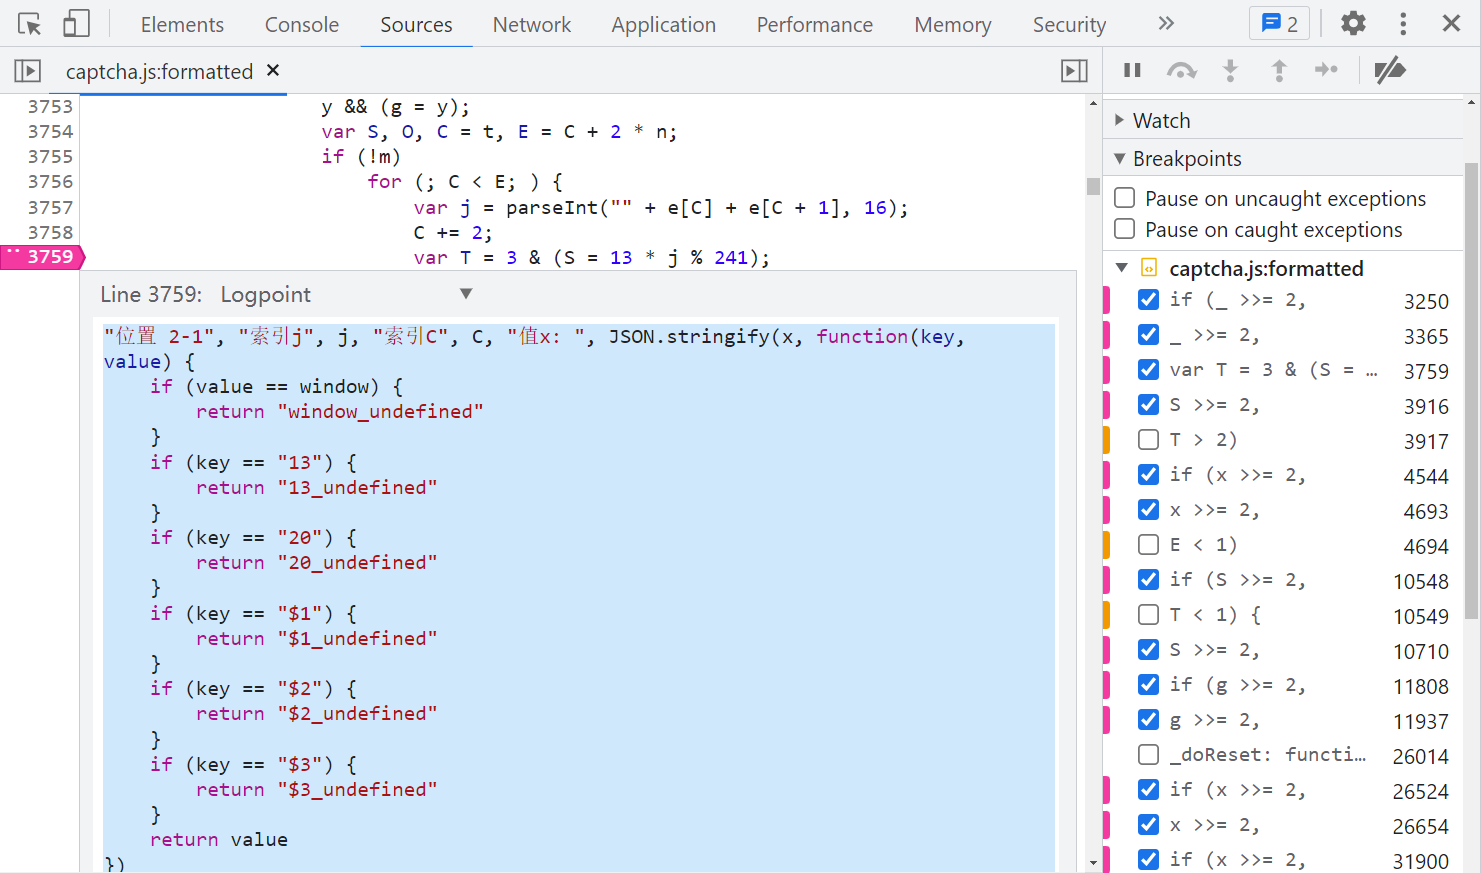 Elements Console Sources Network Application Performance Memory Security » 2
captcha.js:formatted ×
3753 y && (g = y);
3754 var S, O, C = t, E = C + 2 * n;
3755 if (!m)
3756 for (; C < E; ) {
3757 var j = parseInt("" + e[C] + e[C + 1], 16);
3758 C += 2;
3759 var T = 3 & (S = 13 * j % 241);
Line 3759: Logpoint
"位置 2-1", "索引j", j, "索引C", C, "值x: ", JSON.stringify(x, function(key,
value) {
if (value == window) {
return "window_undefined"
}
if (key == "13") {
return "13_undefined"
}
if (key == "20") {
return "20_undefined"
}
if (key == "$1") {
return "$1_undefined"
}
if (key == "$2") {
return "$2_undefined"
}
if (key == "$3") {
return "$3_undefined"
}
return value
})
Watch
Breakpoints
Pause on uncaught exceptions
Pause on caught exceptions
captcha.js:formatted
if (_ >>= 2, 3250
_ >>= 2, 3365
var T = 3 & (S = … 3759
S >>= 2, 3916
T > 2) 3917
if (x >>= 2, 4544
x >>= 2, 4693
E < 1) 4694
if (S >>= 2, 10548
T < 1) { 10549
S >>= 2, 10710
if (g >>= 2, 11808
g >>= 2, 11937
_doReset: functi… 26014
if (x >>= 2, 26524
x >>= 2, 26654
if (x >>= 2, 31900